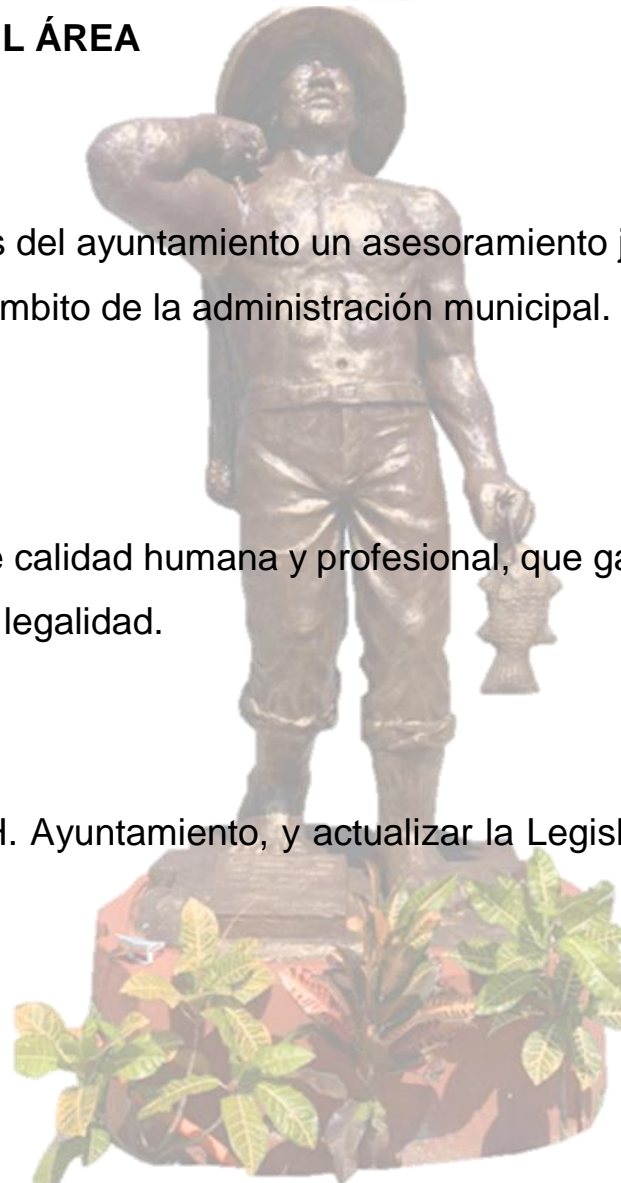 L ÁREA
s del ayuntamiento un asesoramiento j
mbito de la administración municipal.
e calidad humana y profesional, que ga
legalidad.
H. Ayuntamiento, y actualizar la Legisl